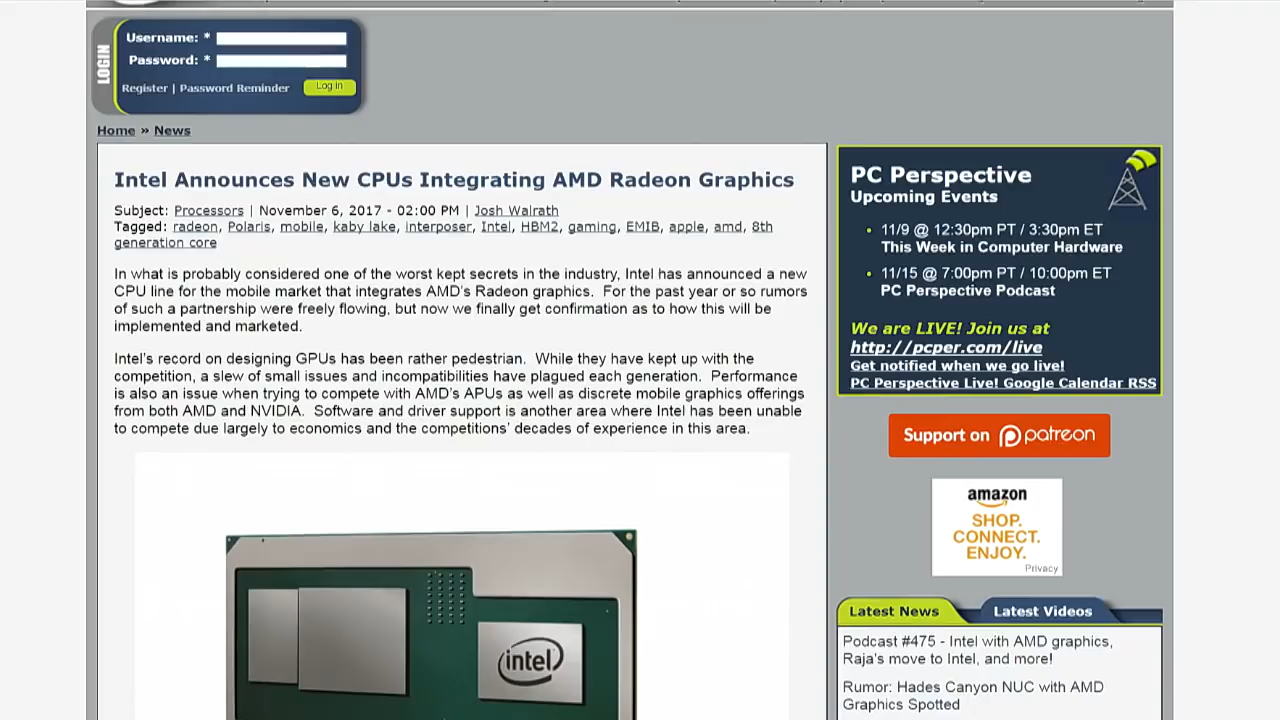 LOGIN
Username: *
Password: *
Register | Password Reminder
Log in
Home » News
Intel Announces New CPUs Integrating AMD Radeon Graphics
Subject: Processors | November 6, 2017 - 02:00 PM | Josh Walrath
Tagged: radeon, Polaris, mobile, kaby lake, interposer, Intel, HBM2, gaming, EMIB, apple, amd, 8th
generation core
In what is probably considered one of the worst kept secrets in the industry, Intel has announced a new
CPU line for the mobile market that integrates AMD's Radeon graphics.  For the past year or so rumors
of such a partnership were freely flowing, but now we finally get confirmation as to how this will be
implemented and marketed.
Intel's record on designing GPUs has been rather pedestrian.  While they have kept up with the
competition, a slew of small issues and incompatibilities have plagued each generation.  Performance
is also an issue when trying to compete with AMD's APUs as well as discrete mobile graphics offerings
from both AMD and NVIDIA.  Software and driver support is another area where Intel has been unable
to compete due largely to economics and the competitions' decades of experience in this area.
intel
PC Perspective
Upcoming Events
• 11/9 @ 12:30pm PT / 3:30pm ET
This Week in Computer Hardware
• 11/15 @ 7:00pm PT / 10:00pm ET
PC Perspective Podcast
We are LIVE! Join us at
http://pcper.com/live
Get notified when we go live!
PC Perspective Live! Google Calendar RSS
Support on patreon
amazon
SHOP.
CONNECT.
ENJOY.
Privacy
Latest News
Latest Videos
Podcast #475 - Intel with AMD graphics,
Raja's move to Intel, and more!
Rumor: Hades Canyon NUC with AMD
Graphics Spotted